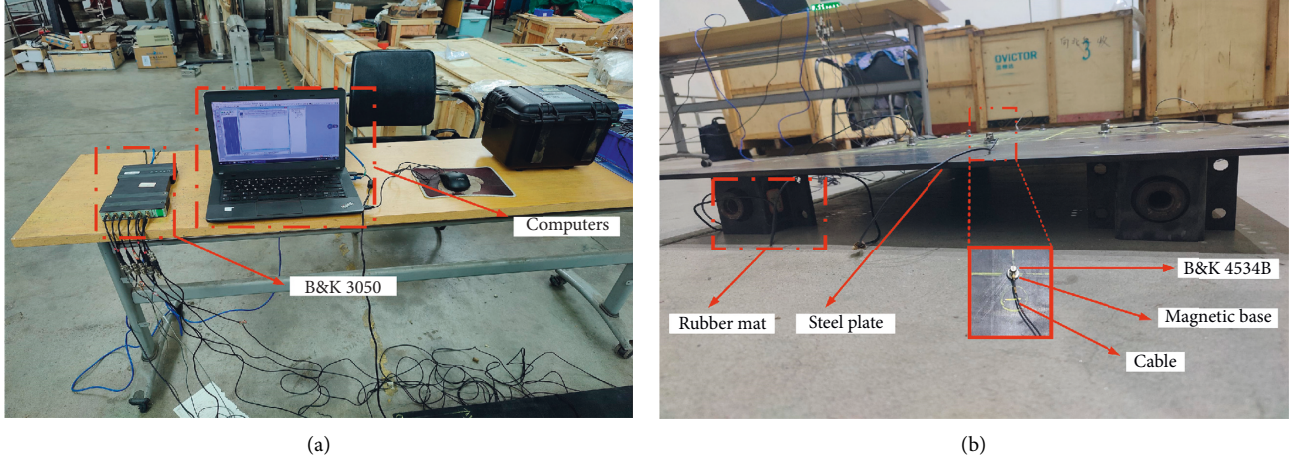 Computers
B&K 3050
(a)
OVICTOR
3
B&K 4534B
Magnetic base
Cable
Rubber mat
Steel plate
(b)